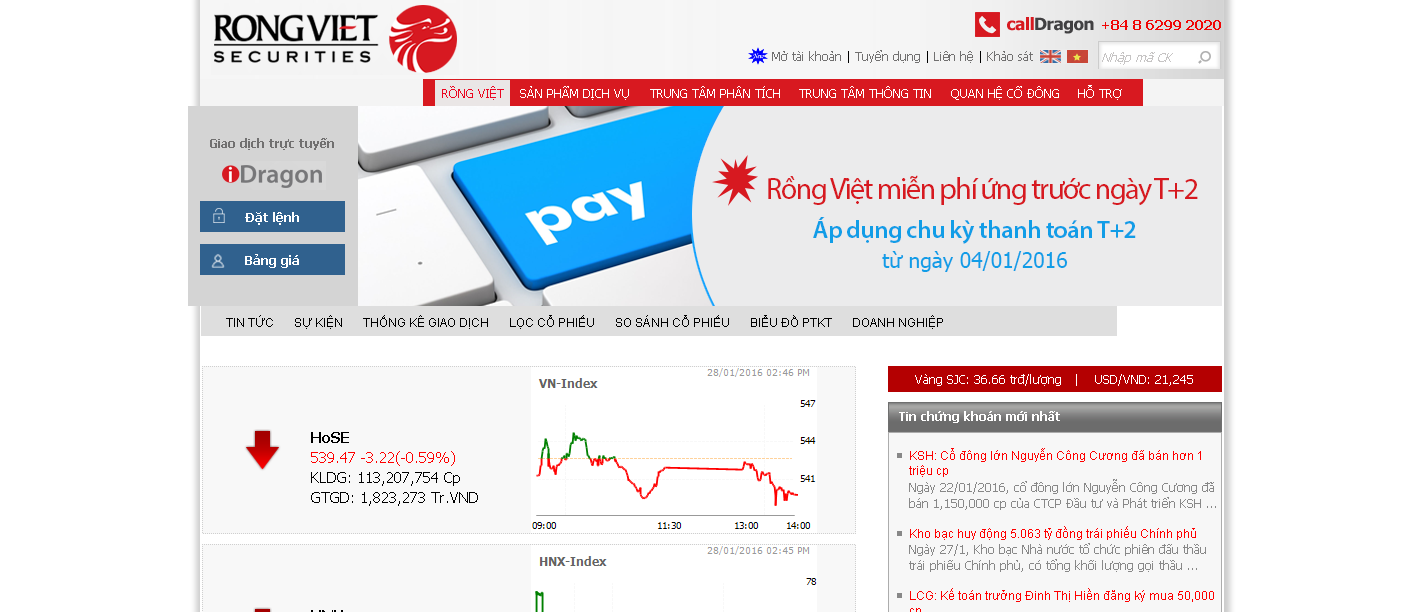 RONG VIET
SECURITIES
callDragon +84 8 6299 2020
Mở tài khoản | Tuyển dụng | Liên hệ | Khảo sát
Nhập mã CK
RỒNG VIỆT SẢN PHẨM DỊCH VỤ TRUNG TÂM PHÂN TÍCH TRUNG TÂM THÔNG TIN QUAN HỆ CỔ ĐÔNG HỖ TRỢ
Giao dịch trực tuyến
iDragon
Đặt lệnh
Bảng giá
pay
Rồng Việt miễn phí ứng trước ngày T+2
Áp dụng chu kỳ thanh toán T+2
từ ngày 04/01/2016
TIN TỨC SỰ KIỆN THỐNG KÊ GIAO DỊCH LỌC CỔ PHIẾU SO SÁNH CỔ PHIẾU BIỂU ĐỒ PTKT DOANH NGHIỆP
HoSE
539.47 -3.22(-0.59%)
KLDG: 113,207,754 Cp
GTGD: 1,823,273 Tr.VND
28/01/2016 02:46 PM
VN-Index
547
544
541
09:00 11:30 13:00 14:00
28/01/2016 02:45 PM
HNX-Index
78
Vàng SJC: 36.66 trđ/lượng | USD/VND: 21,245
Tin chứng khoán mới nhất
KSH: Cổ đông lớn Nguyễn Công Cương đã bán hơn 1
triệu cp
Ngày 22/01/2016, cổ đông lớn Nguyễn Công Cương đã
bán 1,150,000 cp của CTCP Đầu tư và Phát triển KSH ...
Kho bạc huy động 5.063 tỷ đồng trái phiếu Chính phủ
Ngày 27/1, Kho bạc Nhà nước tổ chức phiên đấu thầu
trái phiếu Chính phủ, có tổng khối lượng gọi thầu ...
LCG: Kế toán trưởng Đinh Thị Hiền đăng ký mua 50,000
cp